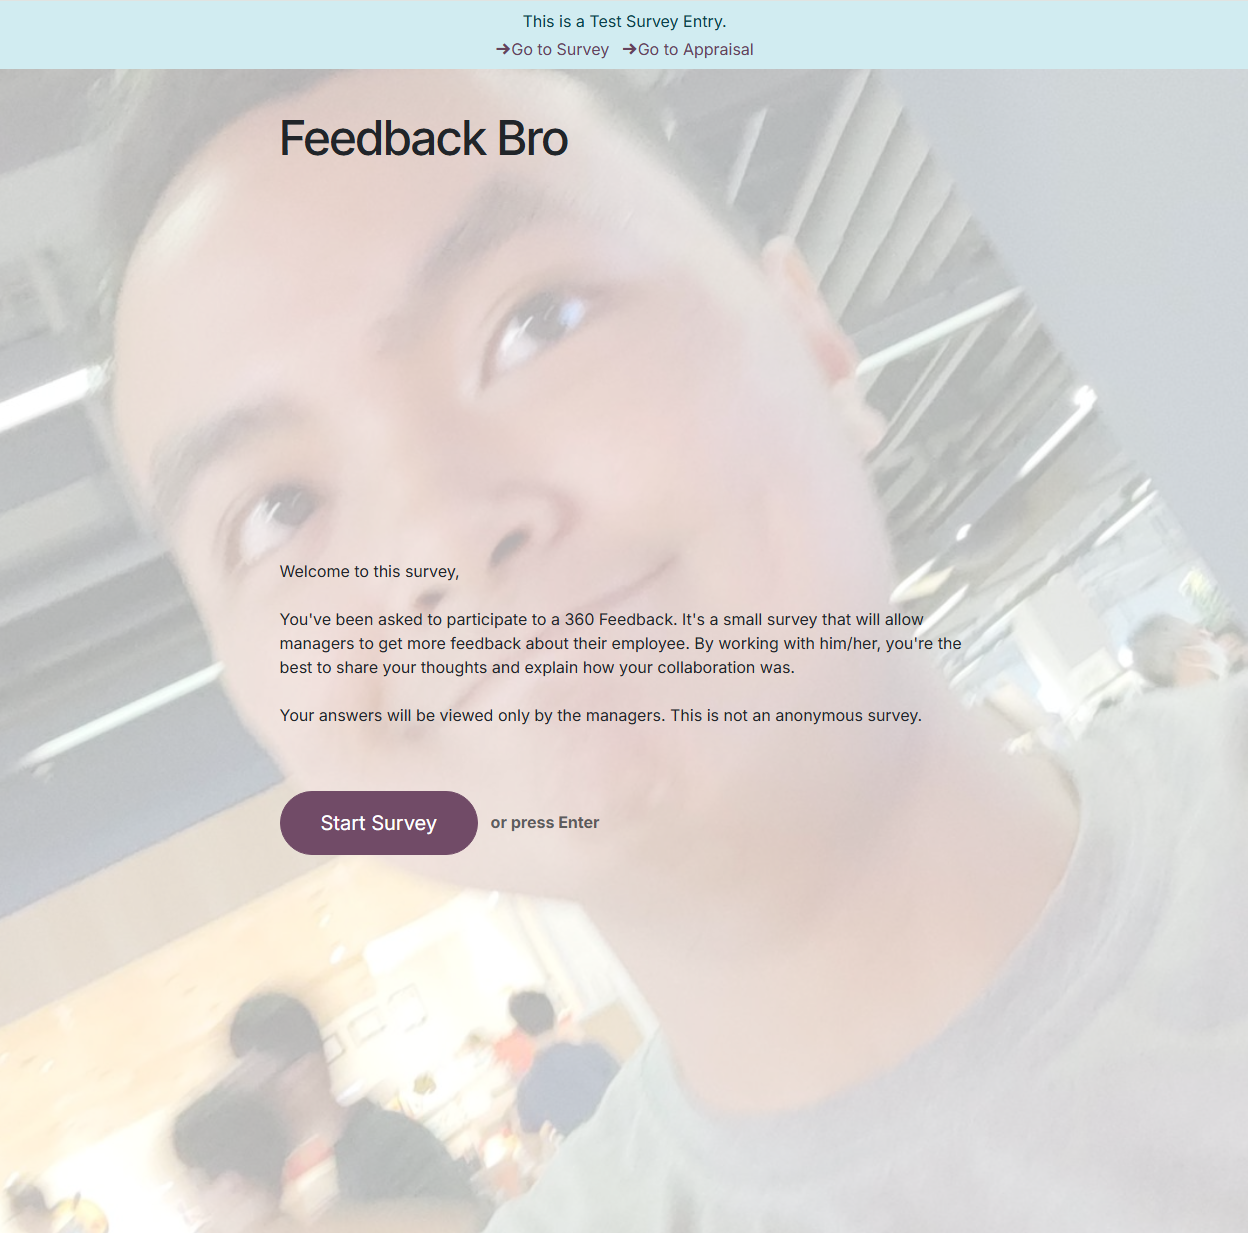 This is a Test Survey Entry.
Go to Survey Go to Appraisal
Feedback Bro
Welcome to this survey,
You've been asked to participate to a 360 Feedback. It's a small survey that will allow
managers to get more feedback about their employee. By working with him/her, you're the
best to share your thoughts and explain how your collaboration was.
Your answers will be viewed only by the managers. This is not an anonymous survey.
Start Survey or press Enter